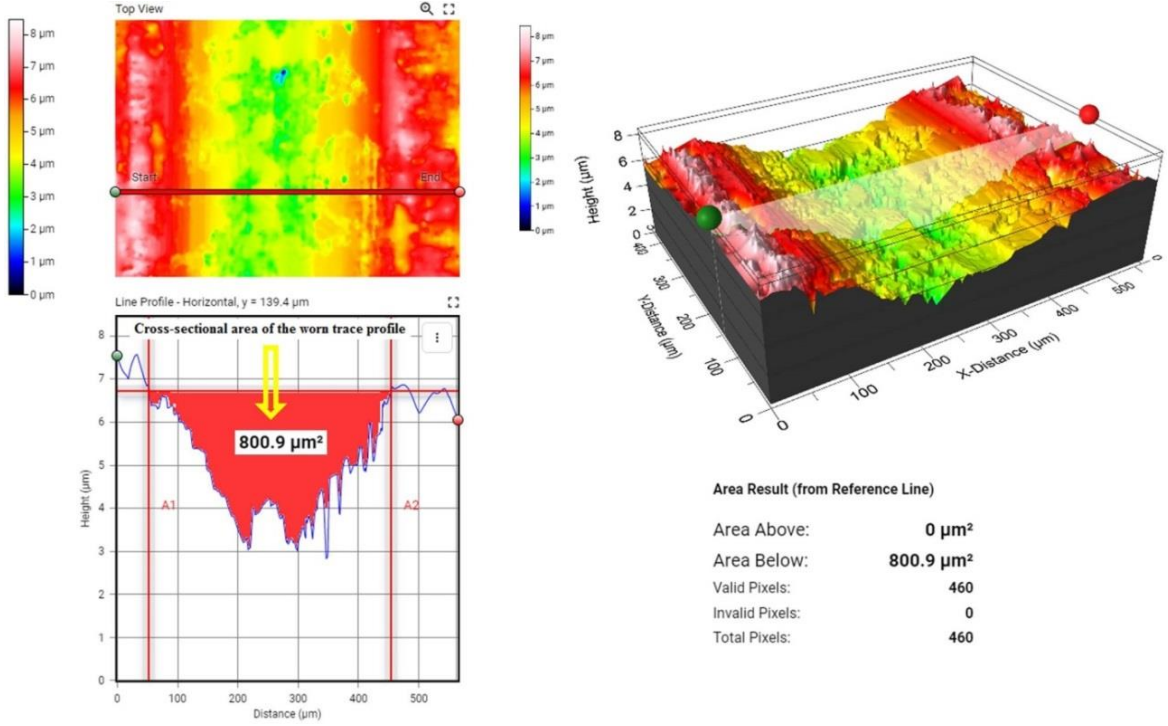 Top View
8 µm
7 µm
6 µm
5 µm
4 µm
3 µm
2 µm
1 µm
0 µm
Start
End
Line Profile - Horizontal, y = 139.4 µm
Cross-sectional area of the worn trace profile
800.9 µm²
A1
A2
Height (µm)
8
7
6
5
4
3
2
1
0
0
100
200
300
400
500
Distance (µm)
8 µm
7 µm
6 µm
5 µm
4 µm
3 µm
2 µm
1 µm
0 µm
Height (µm)
8
6
4
2
0
400
300
200
100
0
Y-Distance (µm)
0
100
200
300
400
500
0
X-Distance (µm)
Area Result (from Reference Line)
Area Above: 0 µm²
Area Below: 800.9 µm²
Valid Pixels: 460
Invalid Pixels: 0
Total Pixels: 460